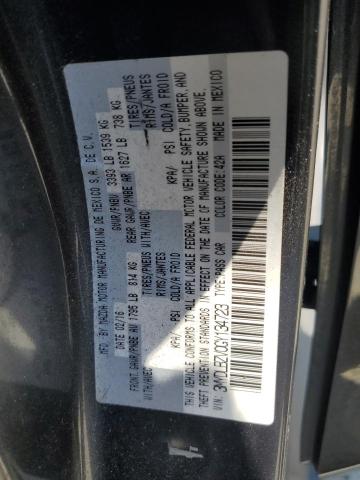 MFD. BY MAZDA MOTOR MANUFACTURING DE MEXICO S.A. DE C.V.
DATE: 02/16 GVWR/PNBV 3393 LB 1539 KG
FRONT GAWR/PNBE AV 1795 LB 814 KG REAR GAWR/PNBE AR 1627 LB 738 KG
WITH/AVEC TIRES/PNEUS WITH/AVEC TIRES/PNEUS
RIMS/JANTES RIMS/JANTES
KPA/ PSI COLD/A FROID KPA/ PSI COLD/A FROID
THIS VEHICLE CONFORMS TO ALL APPLICABLE FEDERAL MOTOR VEHICLE SAFETY, BUMPER, AND
THEFT PREVENTION STANDARDS IN EFFECT ON THE DATE OF MANUFACTURE SHOWN ABOVE.
COLOR CODE: 42A MADE IN MEXICO
TYPE: PASS CAR